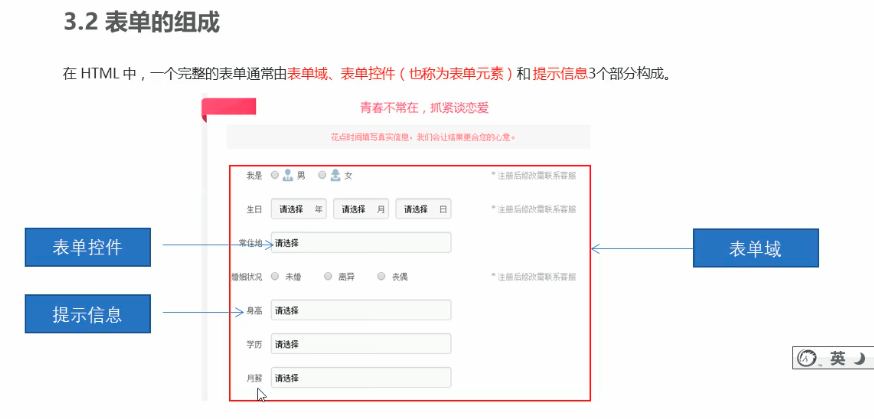 3.2 表单的组成
在 HTML 中，一个完整的表单通常由表单域、表单控件（也称为表单元素）和 提示信息3个部分构成。
青春不常在，抓紧谈恋爱
花点时间填写真实信息，我们会让结果更合您的心意。
我是 男 女 * 注册后修改需联系客服
生日 请选择 年 请选择 月 请选择 日 * 注册后修改需联系客服
表单控件 常住地 请选择 表单域
婚姻状况 未婚 离异 丧偶 * 注册后修改需联系客服
提示信息 身高 请选择
学历 请选择
英
月薪 请选择